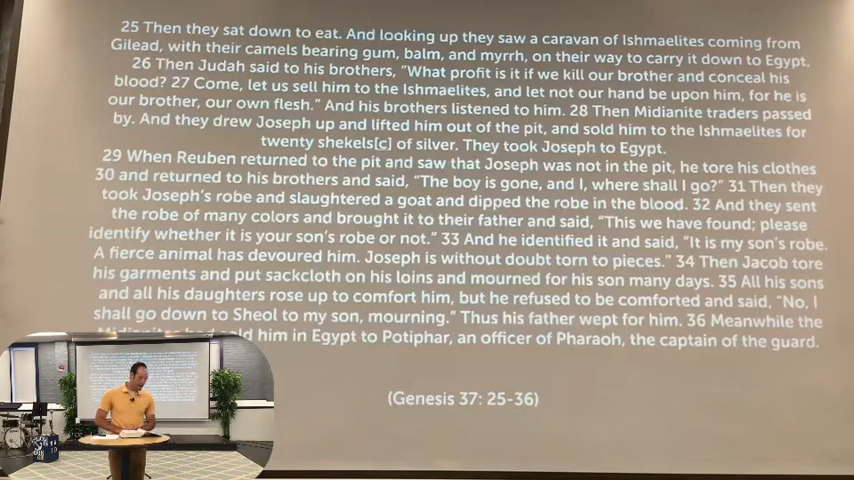 25 Then they sat down to eat. And looking up they saw a caravan of Ishmaelites coming from
Gilead, with their camels bearing gum, balm, and myrrh, on their way to carry it down to Egypt.
26 Then Judah said to his brothers, “What profit is it if we kill our brother and conceal his
blood? 27 Come, let us sell him to the Ishmaelites, and let not our hand be upon him, for he is
our brother, our own flesh.” And his brothers listened to him. 28 Then Midianite traders passed
by. And they drew Joseph up and lifted him out of the pit, and sold him to the Ishmaelites for
twenty shekels[c] of silver. They took Joseph to Egypt.
29 When Reuben returned to the pit and saw that Joseph was not in the pit, he tore his clothes
30 and returned to his brothers and said, “The boy is gone, and I, where shall I go?” 31 Then they
took Joseph’s robe and slaughtered a goat and dipped the robe in the blood. 32 And they sent
the robe of many colors and brought it to their father and said, “This we have found; please
identify whether it is your son’s robe or not.” 33 And he identified it and said, “It is my son’s robe.
A fierce animal has devoured him. Joseph is without doubt torn to pieces.” 34 Then Jacob tore
his garments and put sackcloth on his loins and mourned for his son many days. 35 All his sons
and all his daughters rose up to comfort him, but he refused to be comforted and said, “No, I
shall go down to Sheol to my son, mourning.” Thus his father wept for him. 36 Meanwhile the
him in Egypt to Potiphar, an officer of Pharaoh, the captain of the guard.
(Genesis 37: 25-36)